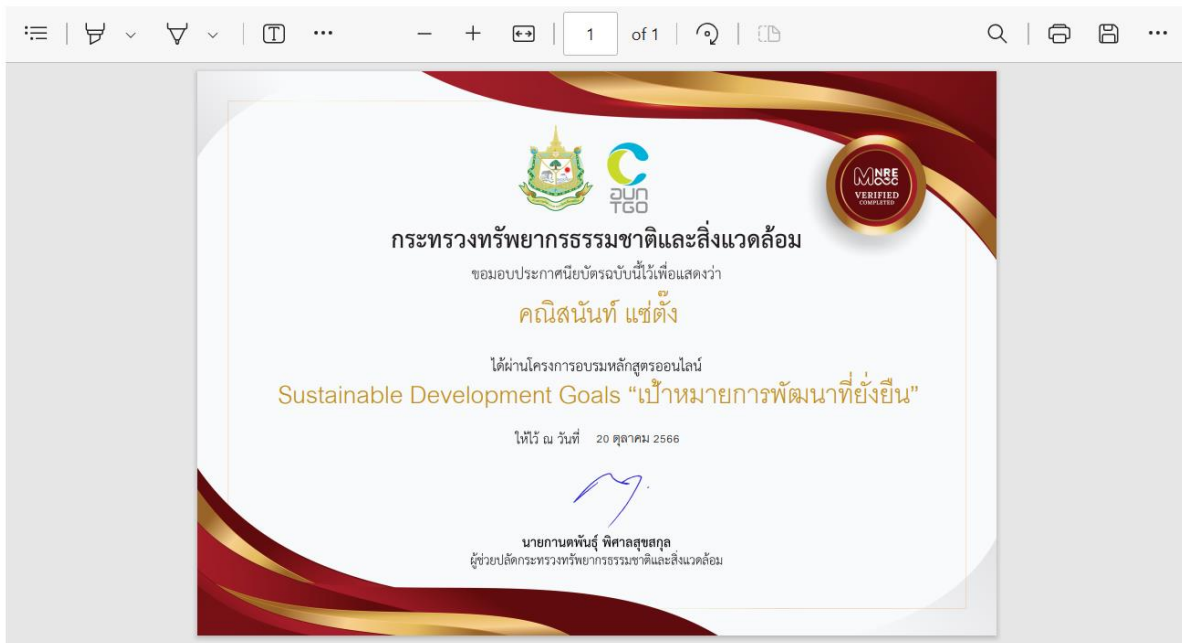 1 of 1
อบก
TGO
MNRE
MOOC
VERIFIED
COMPLETED
กระทรวงทรัพยากรธรรมชาติและสิ่งแวดล้อม
ขอมอบประกาศนียบัตรฉบับนี้ไว้เพื่อแสดงว่า
คณิสนันท์ แซ่ตั๊ง
ได้ผ่านโครงการอบรมหลักสูตรออนไลน์
Sustainable Development Goals “เป้าหมายการพัฒนาที่ยั่งยืน”
ให้ไว้ ณ วันที่ 20 ตุลาคม 2566
นายกานตพันธุ์ พิศาลสุขสกุล
ผู้ช่วยปลัดกระทรวงทรัพยากรธรรมชาติและสิ่งแวดล้อม